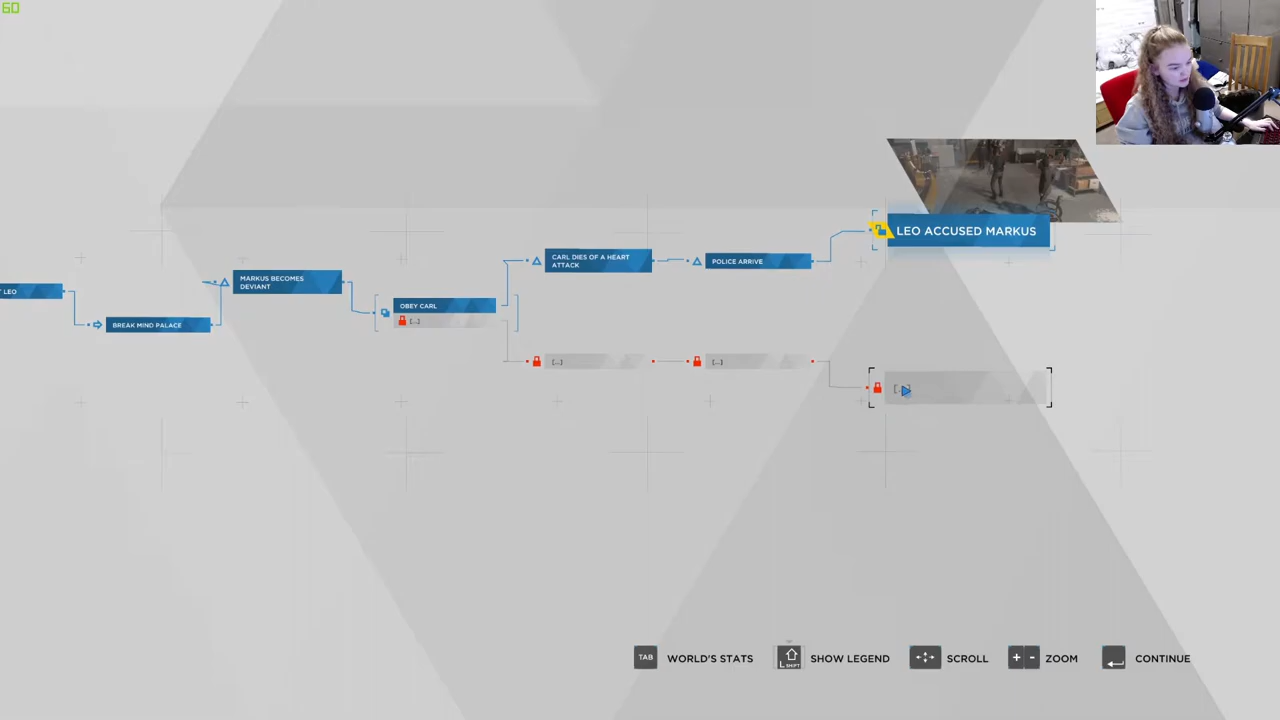 60
LEO ACCUSED MARKUS
CARL DIES OF A HEART
ATTACK
POLICE ARRIVE
MARKUS BECOMES
DEVIANT
T LEO
OBEY CARL
[...]
BREAK MIND PALACE
[...]
[...]
TAB WORLD'S STATS
L SHIFT SHOW LEGEND
SCROLL
+ - ZOOM
CONTINUE